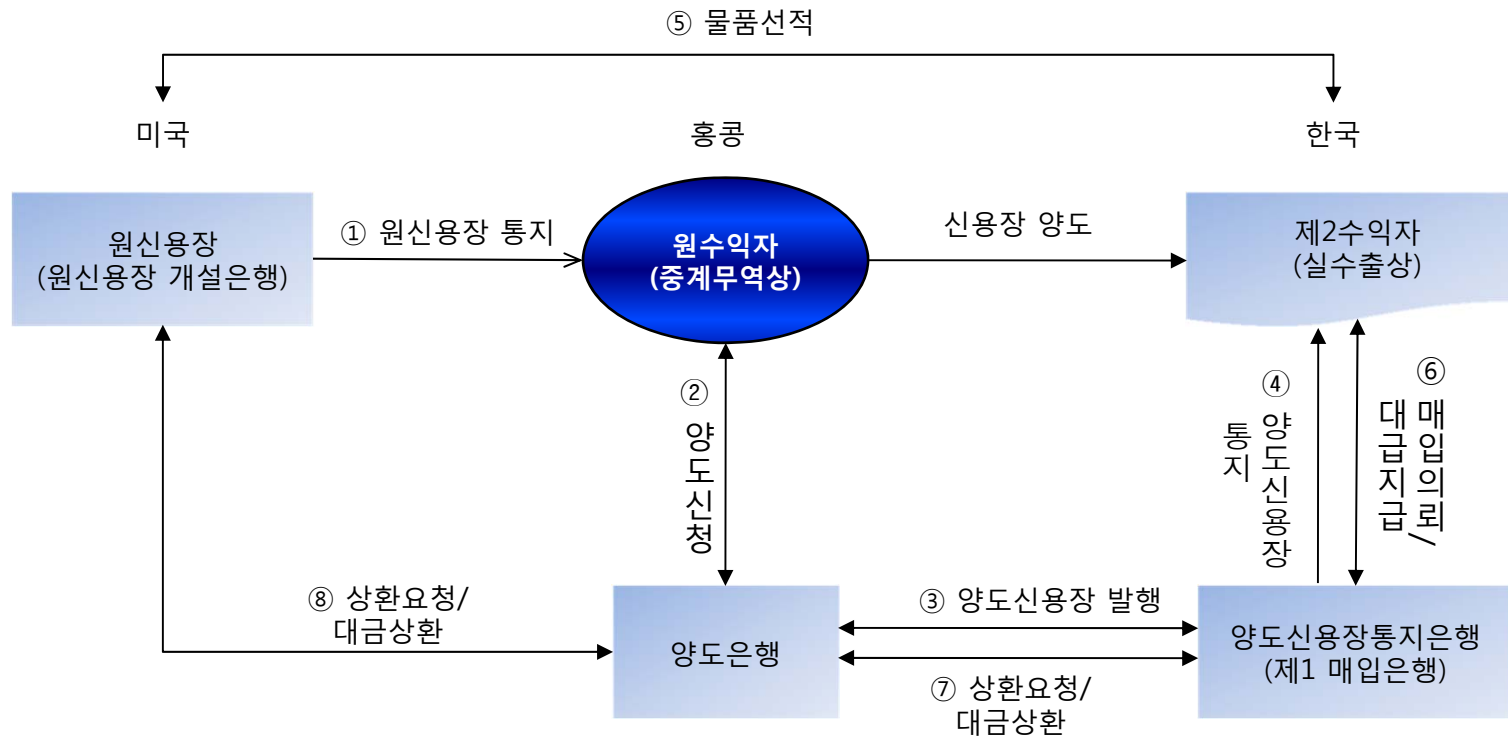 ⑤ 물품선적
미국
홍콩
한국
원신용장
(원신용장 개설은행)
① 원신용장 통지
원수익자
(중계무역상)
신용장 양도
제2수익자
(실수출상)
② 양도신청
④ 양도신용장
통지
⑥ 매입의뢰/
대급지급
⑧ 상환요청/
대금상환
양도은행
③ 양도신용장 발행
⑦ 상환요청/
대금상환
양도신용장통지은행
(제1 매입은행)